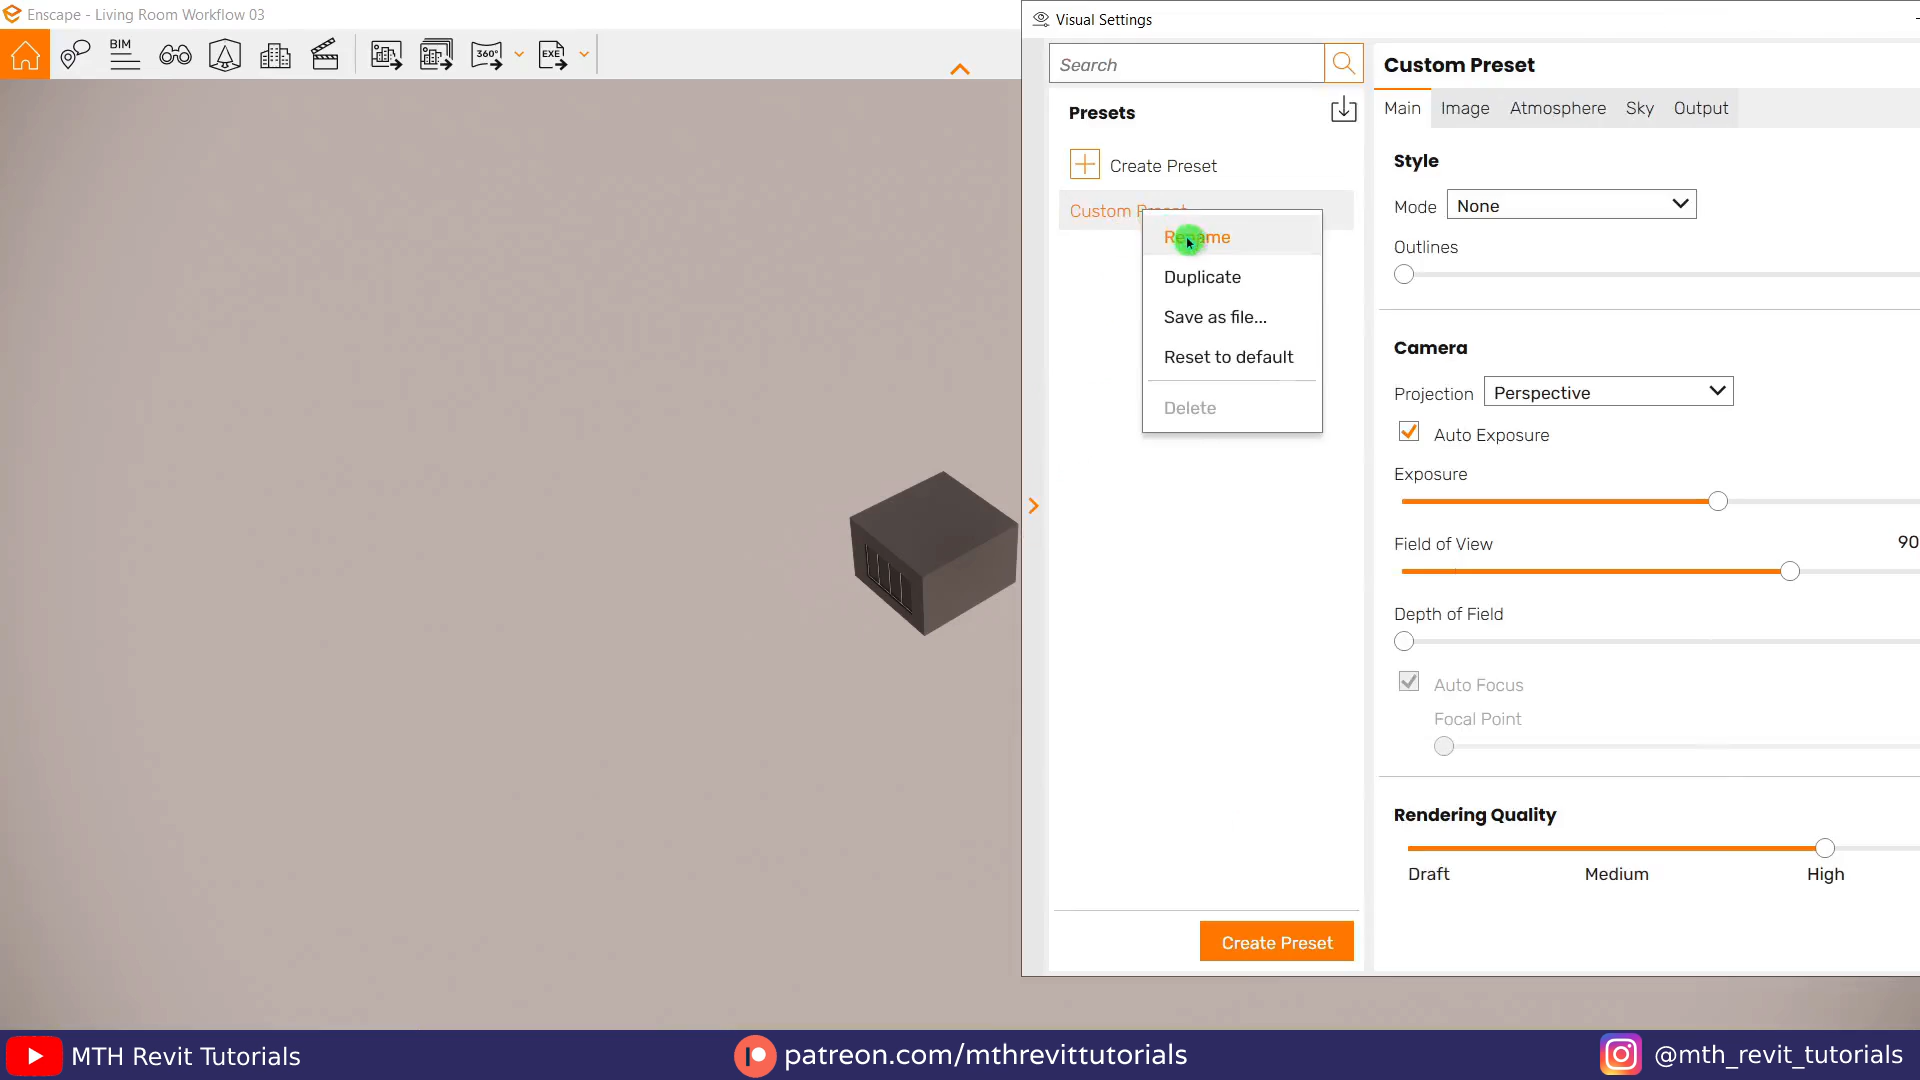 Enscape - Living Room Workflow 03
BIM
360°
EXE
Visual Settings
Search
Presets
Create Preset
Custom Preset
Rename
Duplicate
Save as file...
Reset to default
Delete
Create Preset
Custom Preset
Main
Image
Atmosphere
Sky
Output
Style
Mode
None
Outlines
Camera
Projection
Perspective
Auto Exposure
Exposure
Field of View
90
Depth of Field
Auto Focus
Focal Point
Rendering Quality
Draft
Medium
High
MTH Revit Tutorials
patreon.com/mthrevittutorials
@mth_revit_tutorials